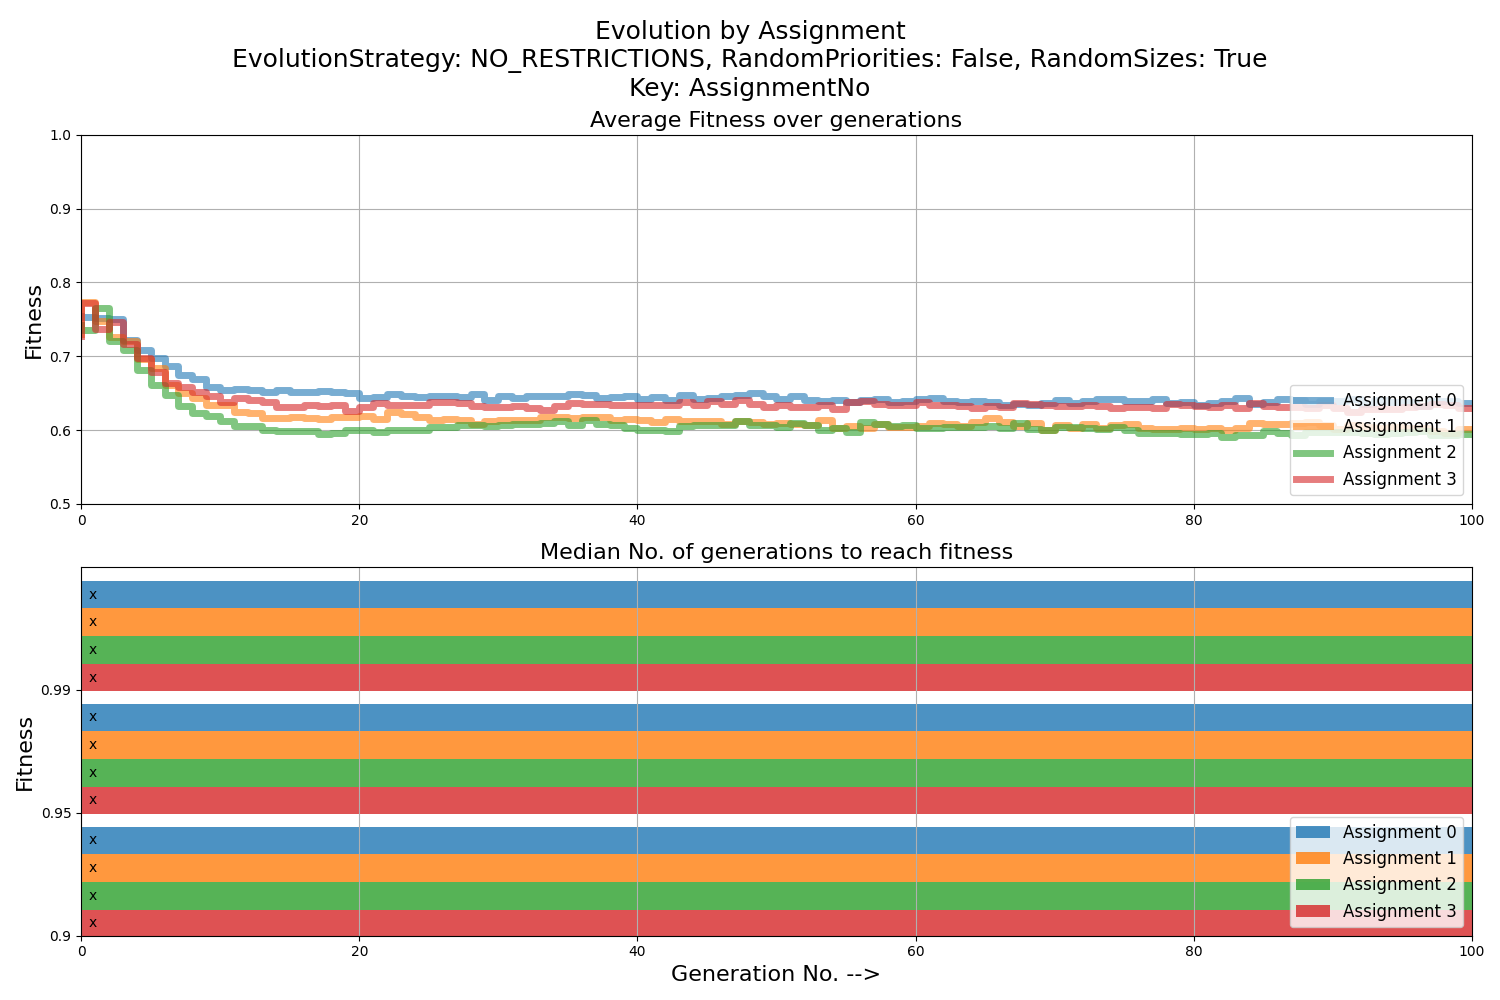 Evolution by Assignment
EvolutionStrategy: NO_RESTRICTIONS, RandomPriorities: False, RandomSizes: True
Key: AssignmentNo
Average Fitness over generations
Fitness
1.0
0.9
0.8
0.7
0.6
0.5
0 20 40 60 80 100
Assignment 0
Assignment 1
Assignment 2
Assignment 3
Median No. of generations to reach fitness
Fitness
x
x
x
x
0.99
x
x
x
x
0.95
x
x
x
x
0.9
Assignment 0
Assignment 1
Assignment 2
Assignment 3
0 20 40 60 80 100
Generation No. -->